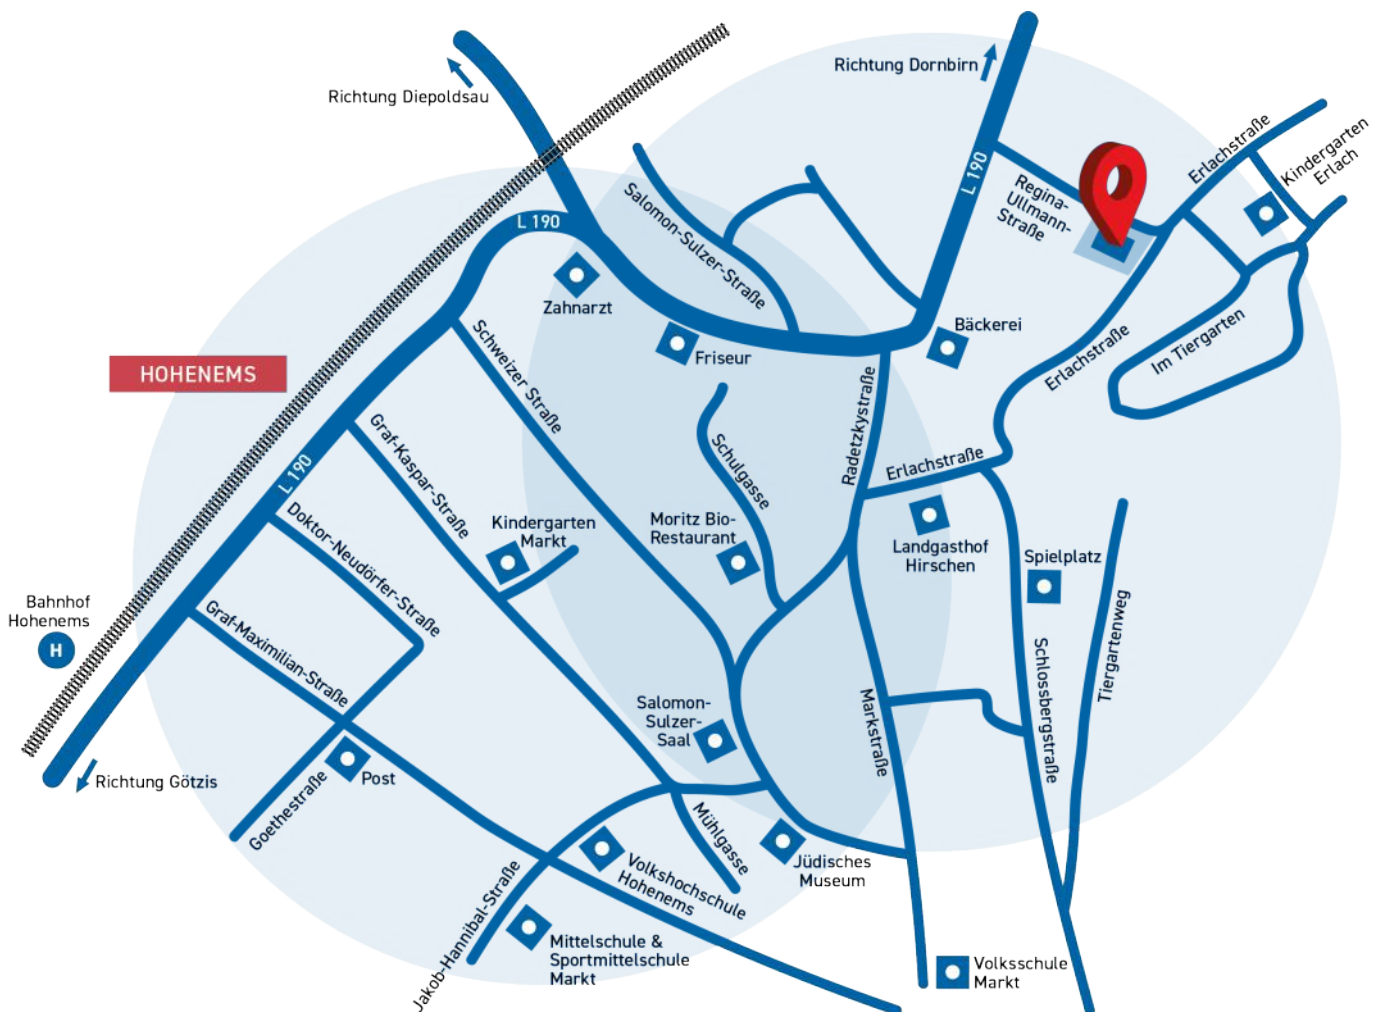 Richtung Diepoldsau
Richtung Dornbirn
L 190
Erlachstraße
Kindergarten
Erlach
Regina-
Ullmann-
Straße
Salomon-Sulzer-Straße
L 190
Zahnarzt
Friseur
Bäckerei
Im Tiergarten
Erlachstraße
HOHENEMS
Schweizer Straße
Radetzkystraße
Schulgasse
Graf-Kaspar-Straße
L 190
Erlachstraße
Kindergarten
Markt
Moritz Bio-
Restaurant
Landgasthof
Hirschen
Spielplatz
Doktor-Neudörfer-Straße
Bahnhof
Hohenems
H
Graf-Maximilian-Straße
Tiergartenweg
Schlossbergstraße
Markstraße
Salomon-
Sulzer-
Saal
Richtung Götzis
Post
Goethestraße
Mühlgasse
Jüdisches
Museum
Volkshochschule
Hohenems
Jakob-Hannibal-Straße
Mittelschule &
Sportmittelschule
Markt
Volksschule
Markt